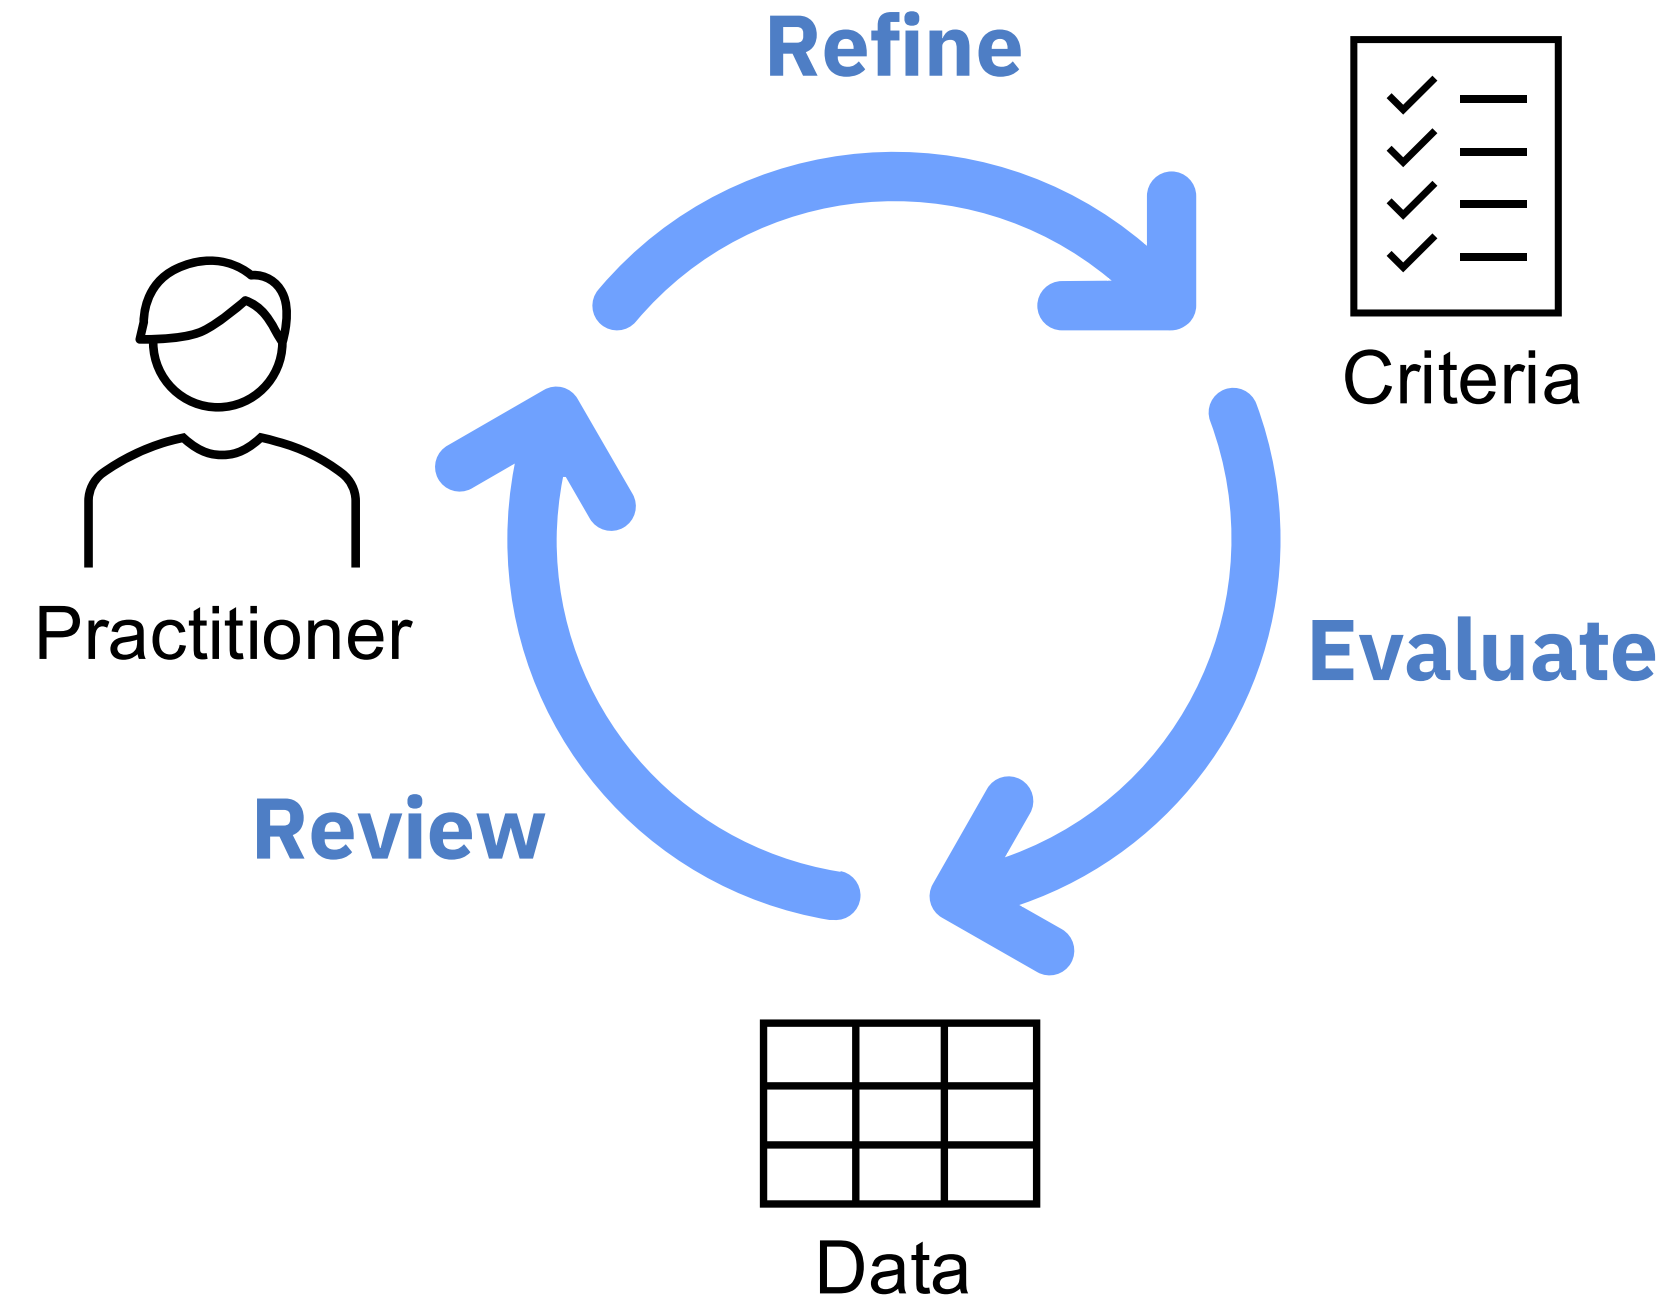 Refine
Criteria
Practitioner
Evaluate
Review
Data